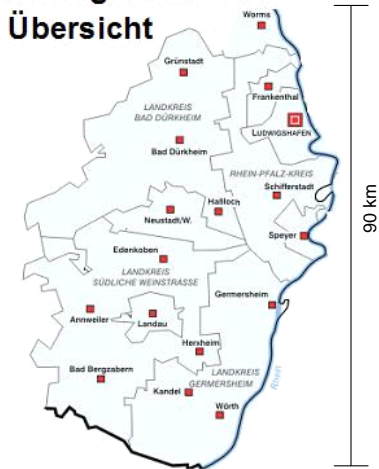 Übersicht
Worms
Grünstadt
Frankenthal
LANDKREIS
BAD DÜRKHEIM
LUDWIGSHAFEN
Bad Dürkheim
RHEIN-PFALZ-KREIS
Schifferstadt
Haßloch
Neustadt/W.
Speyer
Edenkoben
LANDKREIS
SÜDLICHE WEINSTRASSE
Germersheim
Annweiler
Landau
Herxheim
Bad Bergzabern
LANDKREIS
GERMERSHEIM
Kandel
Wörth
Rhein
90 km